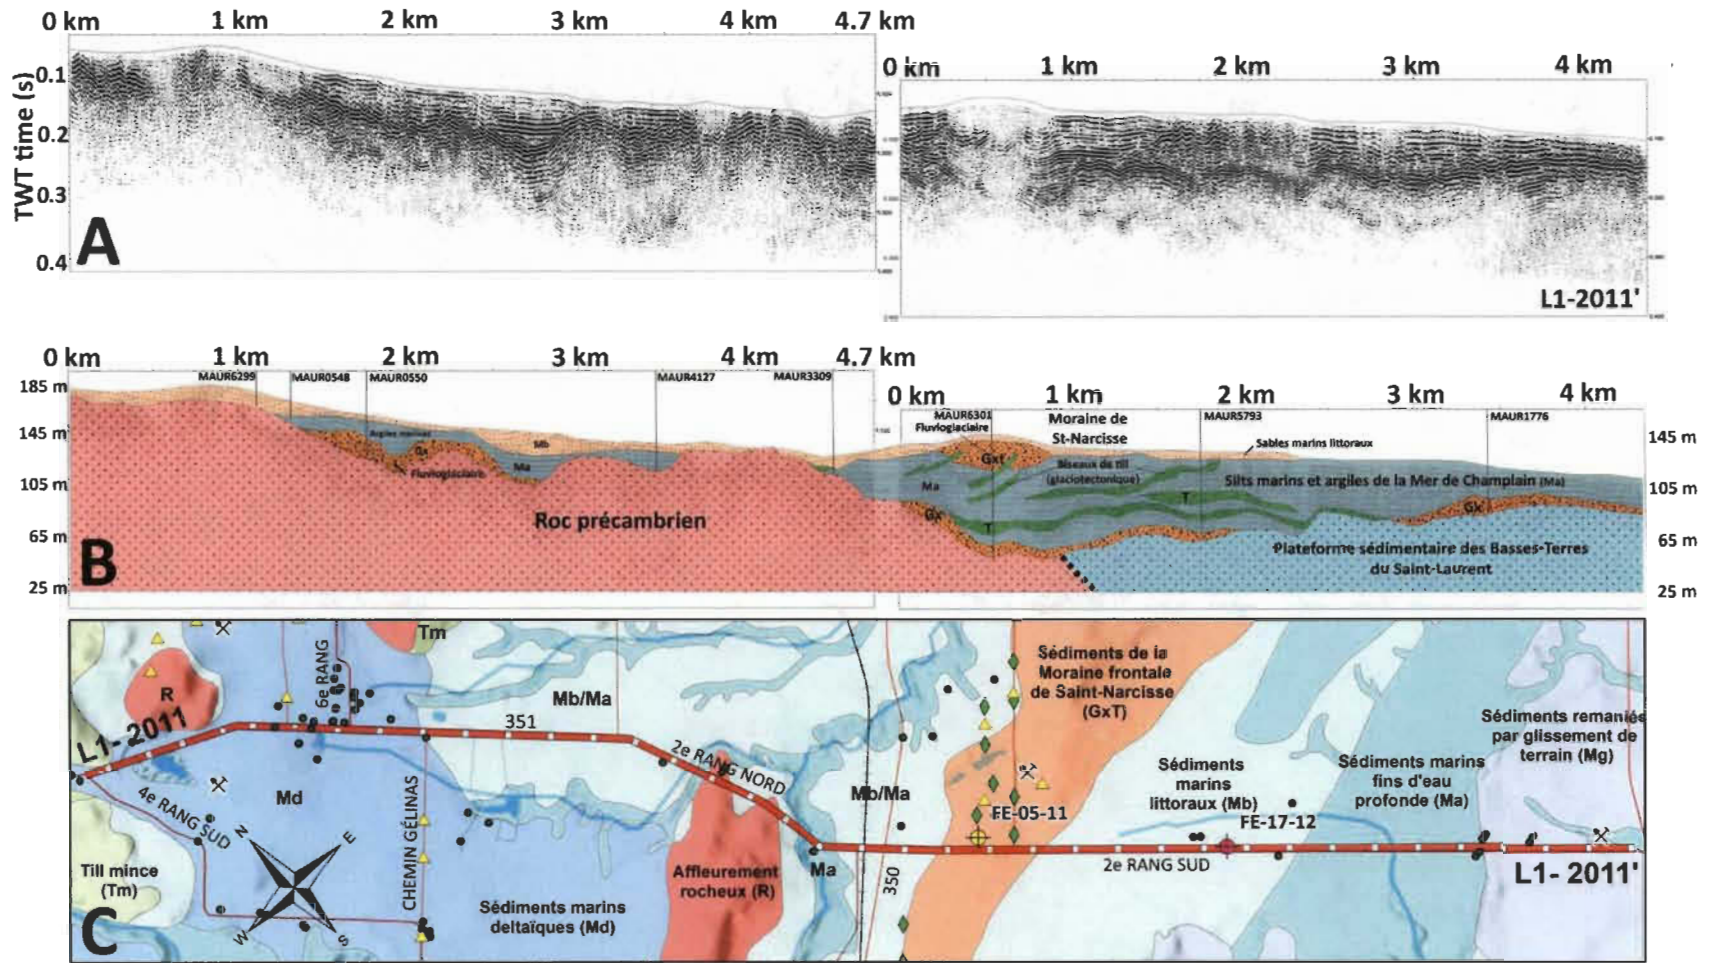 0 km 1 km 2 km 3 km 4 km 4.7 km
0 km 1 km 2 km 3 km 4 km
TWT time (s)
0.1
0.2
0.3
0.4
A
L1-2011'
0 km 1 km 2 km 3 km 4 km 4.7 km
0 km 1 km 2 km 3 km 4 km
185 m
145 m
105 m
65 m
25 m
MAUR6299 MAUR0548 MAUR0550 MAUR4127 MAUR3309
MAUR6301
Fluvioglaciaire
Moraine de
St-Narcisse
MAUR5793
MAUR1776
Sables marins littoraux
145 m
105 m
65 m
25 m
Argiles marines
Gx
Fluvioglaciaire
Mb
Ma
Roc précambrien
Gxt
Biseaux de till
(glaciotectonique)
Ma
Gx
T
T
Silts marins et argiles de la Mer de Champlain (Ma)
Gx
Plateforme sédimentaire des Basses-Terres
du Saint-Laurent
B
Tm
R
6e RANG
L1- 2011
351
Mb/Ma
2e RANG NORD
4e RANG SUD
Md
CHEMIN GÉLINAS
N
E
W
S
Till mince
(Tm)
Sédiments marins
deltaïques (Md)
Affleurement
rocheux (R)
Ma
Mb/Ma
350
Sédiments de la
Moraine frontale
de Saint-Narcisse
(GxT)
FE-05-11
Sédiments
marins
littoraux (Mb)
FE-17-12
2e RANG SUD
Sédiments marins
fins d'eau
profonde (Ma)
Sédiments remaniés
par glissement de
terrain (Mg)
L1- 2011'
C